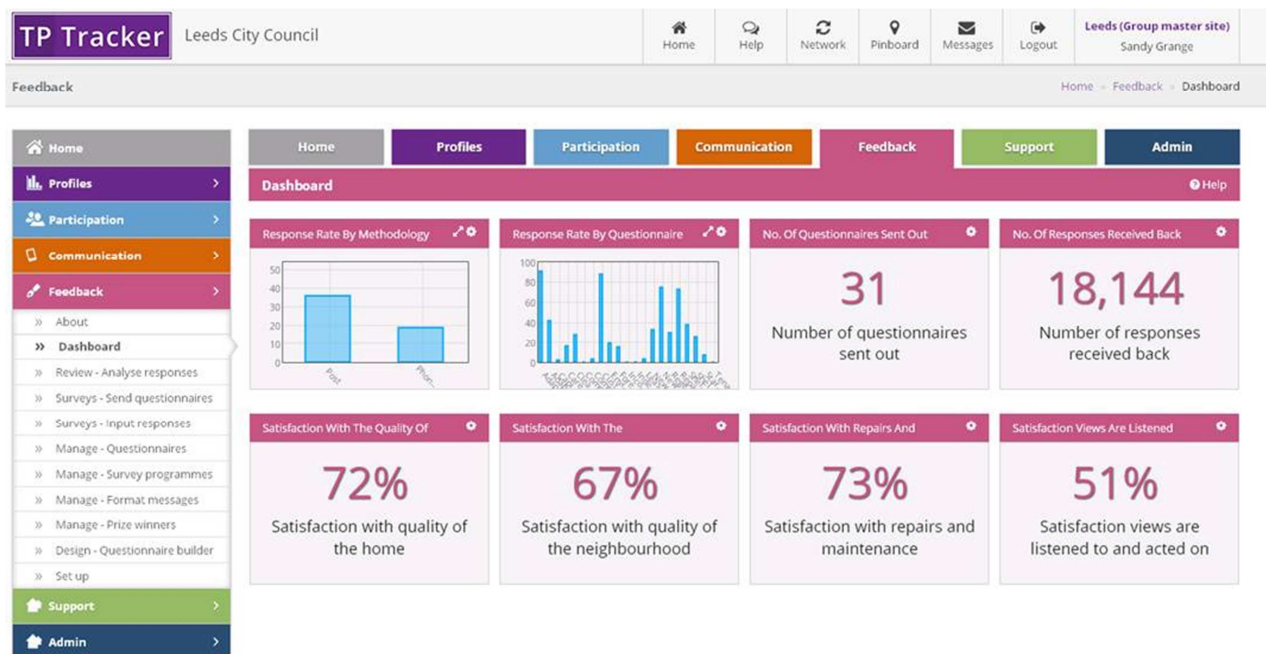 TP Tracker
Leeds City Council
Home
Help
Network
Pinboard
Messages
Logout
Leeds (Group master site)
Sandy Grange
Feedback
Home » Feedback » Dashboard
Home
Profiles
Participation
Communication
Feedback
» About
» Dashboard
» Review - Analyse responses
» Surveys - Send questionnaires
» Surveys - Input responses
» Manage - Questionnaires
» Manage - Survey programmes
» Manage - Format messages
» Manage - Prize winners
» Design - Questionnaire builder
» Set up
Support
Admin
Home
Profiles
Participation
Communication
Feedback
Support
Admin
Dashboard
Help
Response Rate By Methodology
50
40
30
20
10
0
Post
Phon...
Response Rate By Questionnaire
100
80
60
40
20
0
No. Of Questionnaires Sent Out
31
Number of questionnaires
sent out
No. Of Responses Received Back
18,144
Number of responses
received back
Satisfaction With The Quality Of
72%
Satisfaction with quality of
the home
Satisfaction With The
67%
Satisfaction with quality of
the neighbourhood
Satisfaction With Repairs And
73%
Satisfaction with repairs and
maintenance
Satisfaction Views Are Listened
51%
Satisfaction views are
listened to and acted on